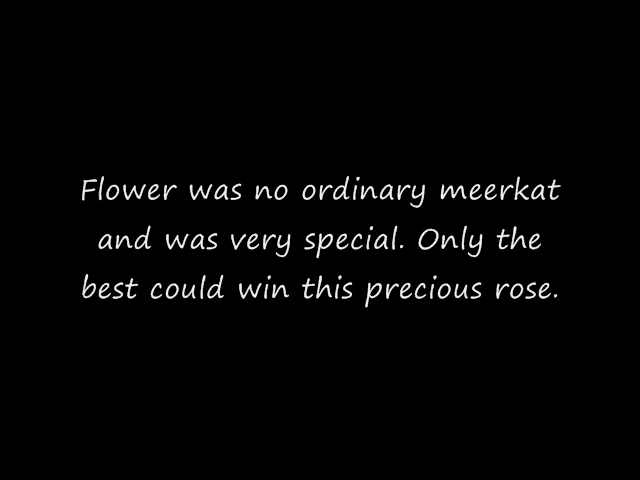 Flower was no ordinary meerkat
and was very special. Only the
best could win this precious rose.